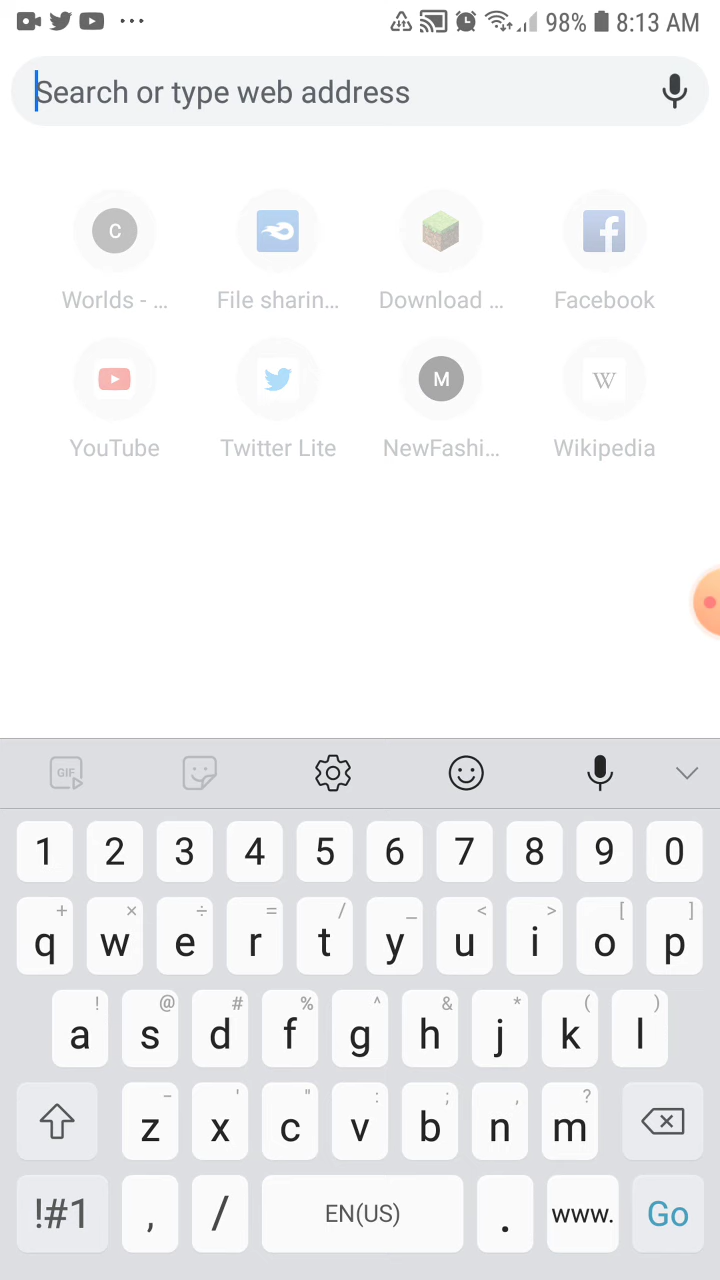 98% 8:13 AM
Search or type web address
C
Worlds - ... File sharin... Download ... Facebook
M W
YouTube Twitter Lite NewFashi... Wikipedia
GIF
1 2 3 4 5 6 7 8 9 0
+ × ÷ = / _ < > [ ]
q w e r t y u i o p
! @ # % ^ & * ( )
a s d f g h j k l
- ' " : ; , ?
z x c v b n m
!#1 , / EN(US) . www. Go